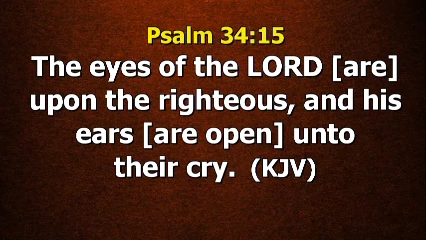 Psalm 34:15
The eyes of the LORD [are]
upon the righteous, and his
ears [are open] unto
their cry. (KJV)